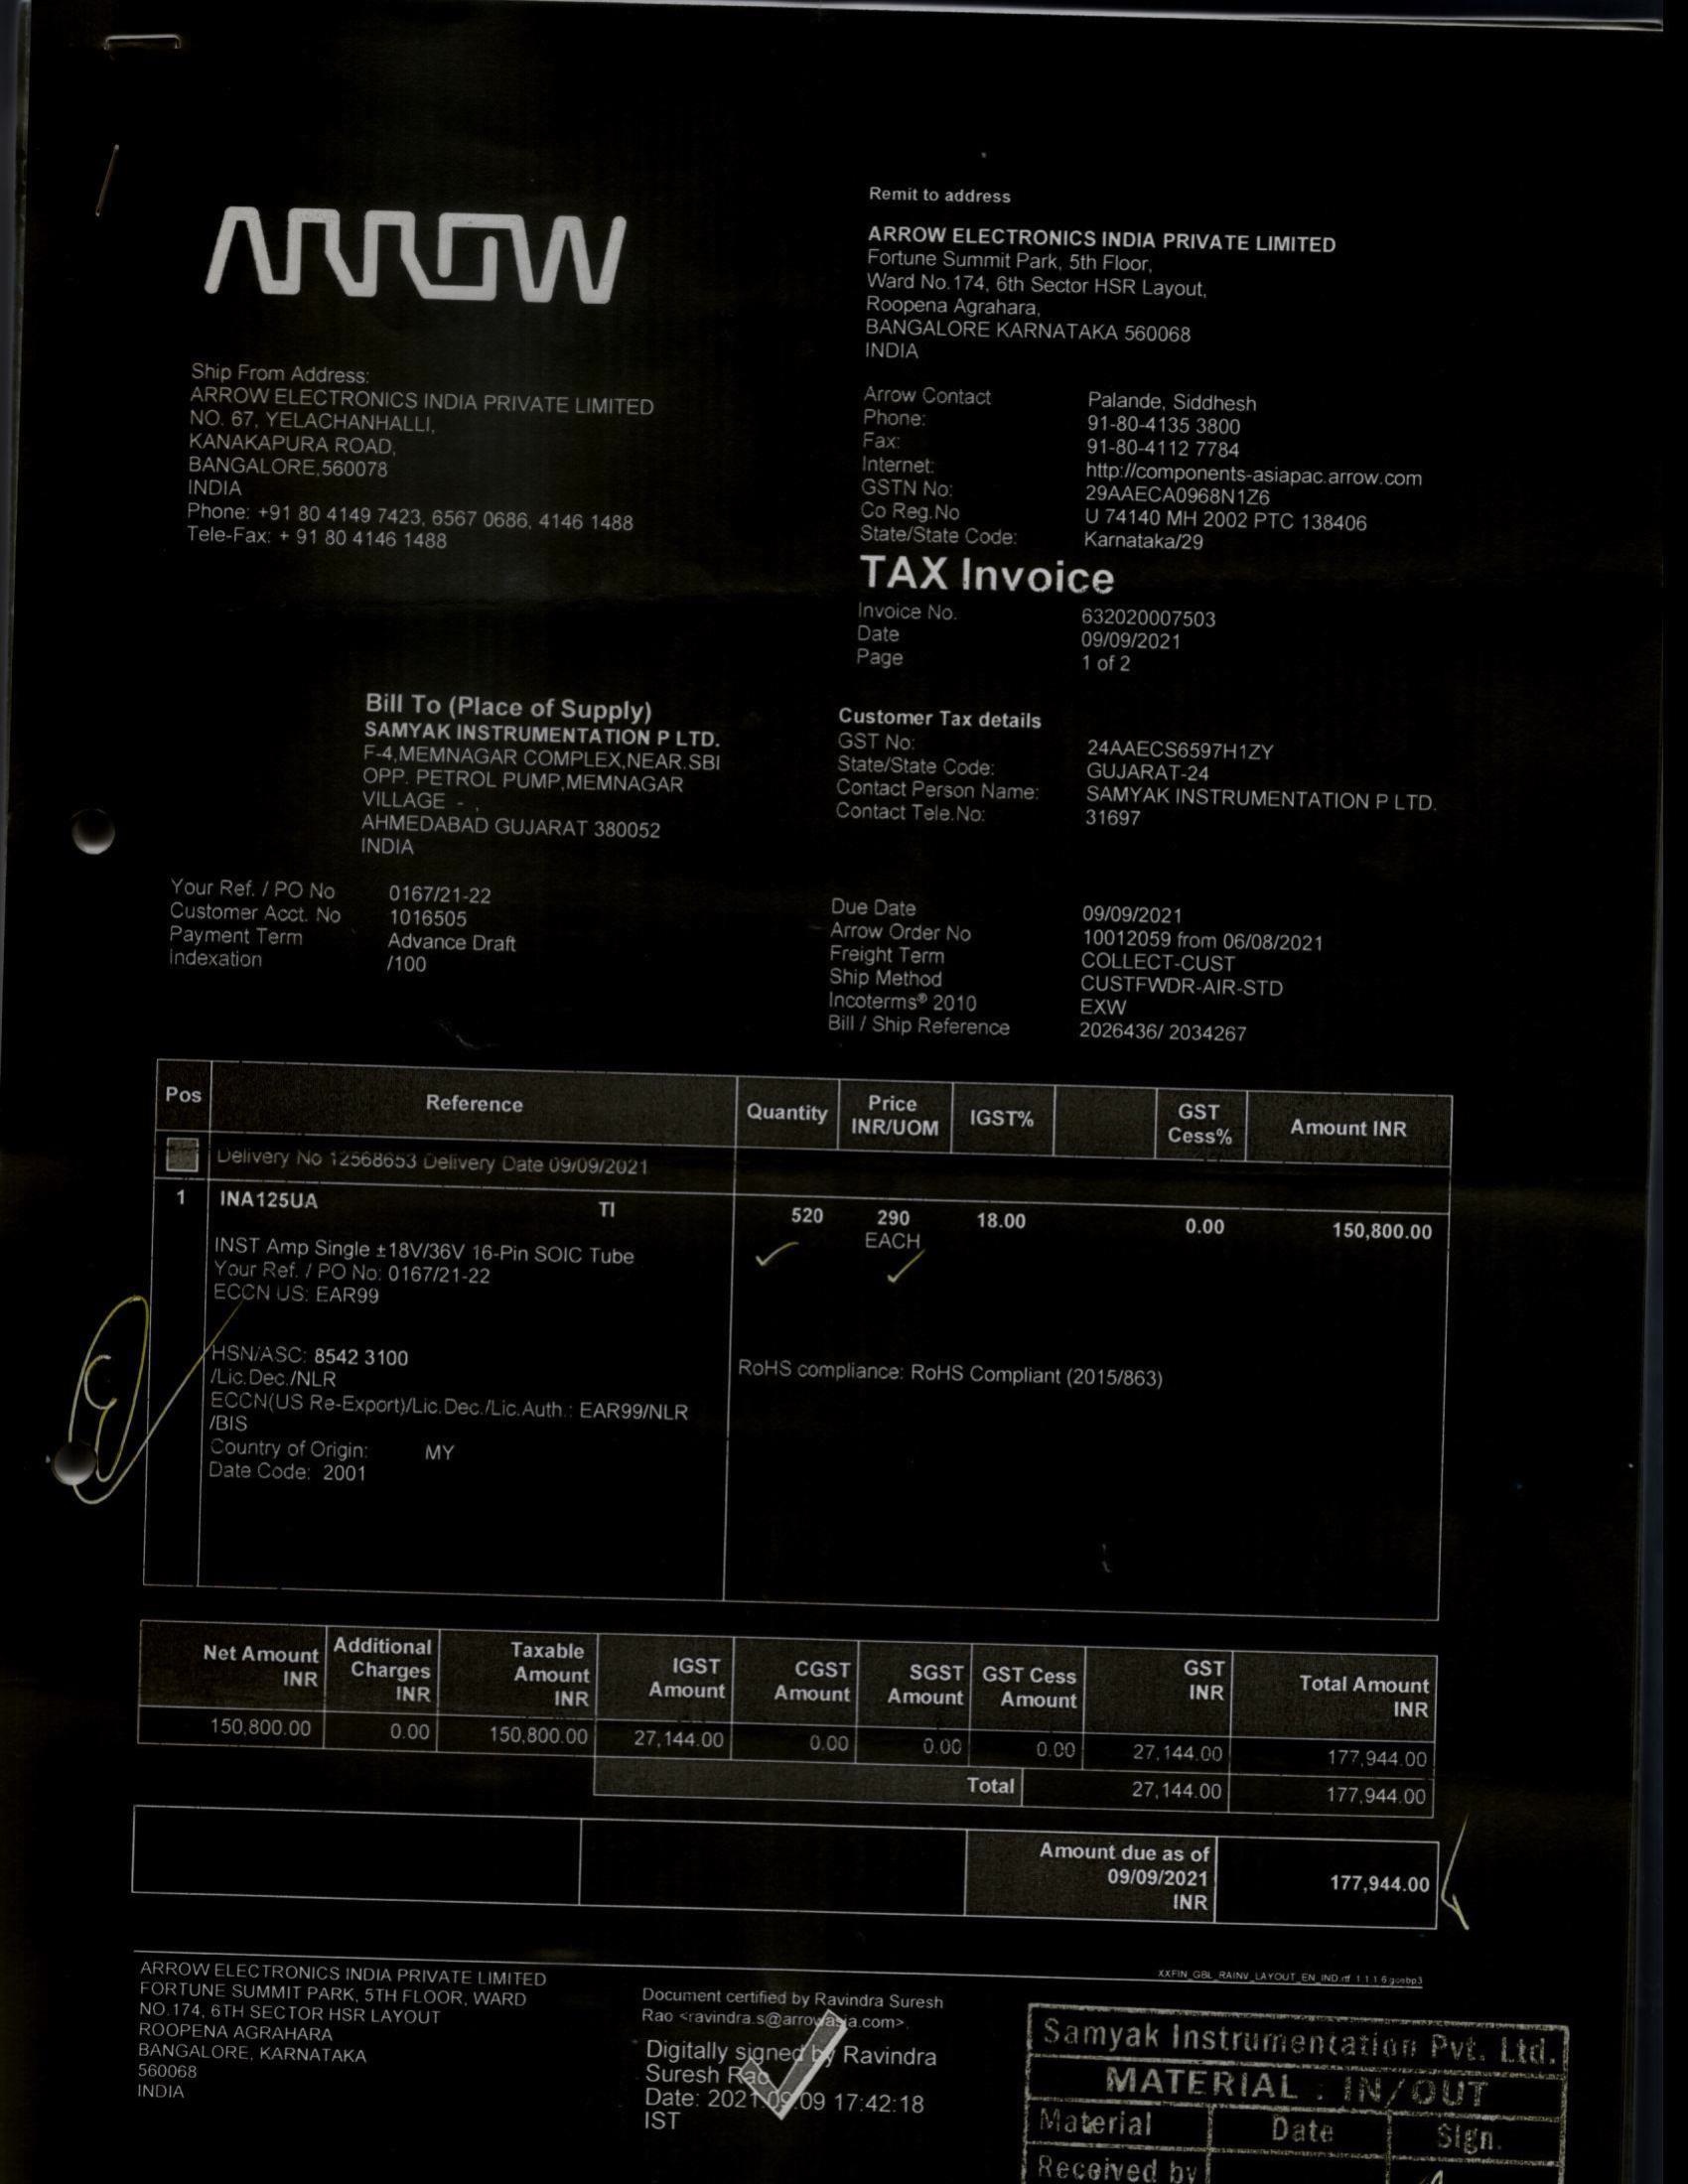 ARROW
Remit to address
ARROW ELECTRONICS INDIA PRIVATE LIMITED
Fortune Summit Park, 5th Floor,
Ward No.174, 6th Sector HSR Layout,
Roopena Agrahara,
BANGALORE KARNATAKA 560068
INDIA
Ship From Address:
ARROW ELECTRONICS INDIA PRIVATE LIMITED
NO. 67, YELACHANHALLI,
KANAKAPURA ROAD,
BANGALORE,560078
INDIA
Phone: +91 80 4149 7423, 6567 0686, 4146 1488
Tele-Fax: + 91 80 4146 1488
Arrow Contact Palande, Siddhesh
Phone: 91-80-4135 3800
Fax: 91-80-4112 7784
Internet: http://components-asiapac.arrow.com
GSTN No: 29AAECA0968N1Z6
Co Reg.No U 74140 MH 2002 PTC 138406
State/State Code: Karnataka/29
TAX Invoice
Invoice No. 632020007503
Date 09/09/2021
Page 1 of 2
Bill To (Place of Supply)
SAMYAK INSTRUMENTATION P LTD.
F-4,MEMNAGAR COMPLEX,NEAR.SBI
OPP. PETROL PUMP,MEMNAGAR
VILLAGE - ,
AHMEDABAD GUJARAT 380052
INDIA
Customer Tax details
GST No: 24AAECS6597H1ZY
State/State Code: GUJARAT-24
Contact Person Name: SAMYAK INSTRUMENTATION P LTD.
Contact Tele.No: 31697
Your Ref. / PO No 0167/21-22
Customer Acct. No 1016505
Payment Term Advance Draft
Indexation /100
Due Date 09/09/2021
Arrow Order No 10012059 from 06/08/2021
Freight Term COLLECT-CUST
Ship Method CUSTFWDR-AIR-STD
Incoterms® 2010 EXW
Bill / Ship Reference 2026436/ 2034267
Pos Reference Quantity Price INR/UOM IGST% GST Cess% Amount INR
Delivery No 12568653 Delivery Date 09/09/2021
1 INA125UA TI 520 290 18.00 0.00 150,800.00
EACH
INST Amp Single ±18V/36V 16-Pin SOIC Tube
Your Ref. / PO No: 0167/21-22
ECCN US: EAR99
HSN/ASC: 8542 3100
/Lic.Dec./NLR
RoHS compliance: RoHS Compliant (2015/863)
ECCN(US Re-Export)/Lic.Dec./Lic.Auth.: EAR99/NLR
/BIS
Country of Origin: MY
Date Code: 2001
Net Amount INR Additional Charges INR Taxable Amount INR IGST Amount CGST Amount SGST Amount GST Cess Amount GST INR Total Amount INR
150,800.00 0.00 150,800.00 27,144.00 0.00 0.00 0.00 27,144.00 177,944.00
Total 27,144.00 177,944.00
Amount due as of
09/09/2021
INR
177,944.00
ARROW ELECTRONICS INDIA PRIVATE LIMITED
FORTUNE SUMMIT PARK, 5TH FLOOR, WARD
NO.174, 6TH SECTOR HSR LAYOUT
ROOPENA AGRAHARA
BANGALORE, KARNATAKA
560068
INDIA
Document certified by Ravindra Suresh
Rao <ravindra.s@arrowasia.com>.
Digitally signed by Ravindra
Suresh Rao
Date: 2021.09.09 17:42:18
IST
Samyak Instrumentation Pvt. Ltd.
MATERIAL : IN/OUT
Material Date Sign.
Received by